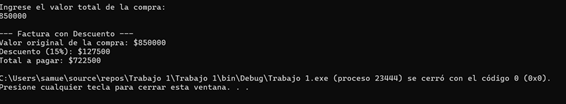 Ingrese el valor total de la compra:
850000
--- Factura con Descuento ---
Valor original de la compra: $850000
Descuento (15%): $127500
Total a pagar: $722500
C:\Users\samue\source\repos\Trabajo 1\Trabajo 1\bin\Debug\Trabajo 1.exe (proceso 23444) se cerró con el código 0 (0x0).
Presione cualquier tecla para cerrar esta ventana. . .